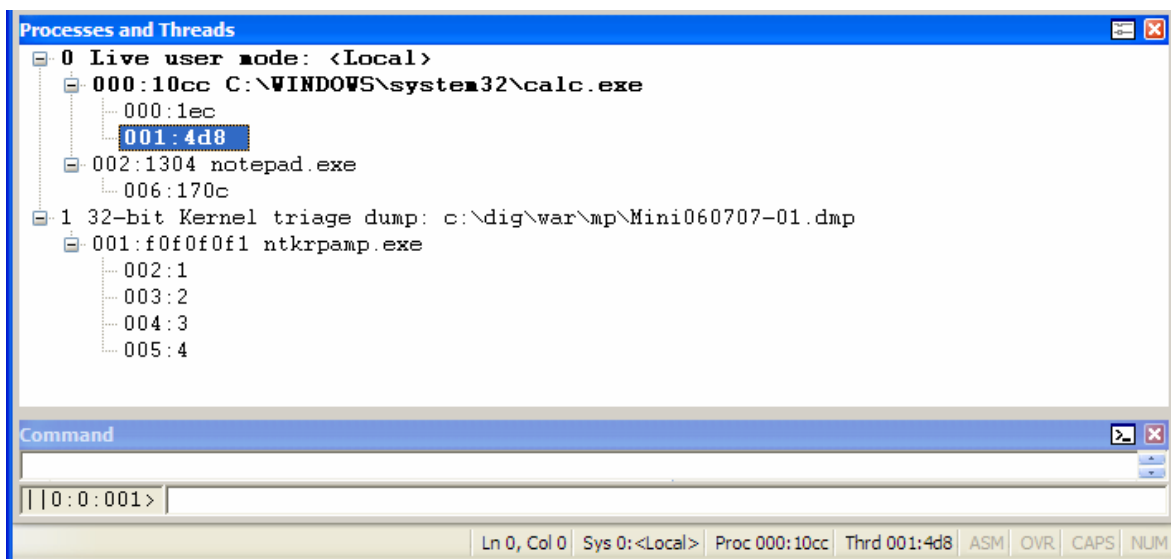 Processes and Threads
0 Live user mode: <Local>
000:10cc C:\WINDOWS\system32\calc.exe
000:1ec
001:4d8
002:1304 notepad.exe
006:170c
1 32-bit Kernel triage dump: c:\dig\war\mp\Mini060707-01.dmp
001:f0f0f0f1 ntkrpamp.exe
002:1
003:2
004:3
005:4
Command
||0:0:001>
Ln 0, Col 0 Sys 0:<Local> Proc 000:10cc Thrd 001:4d8 ASM OVR CAPS NUM